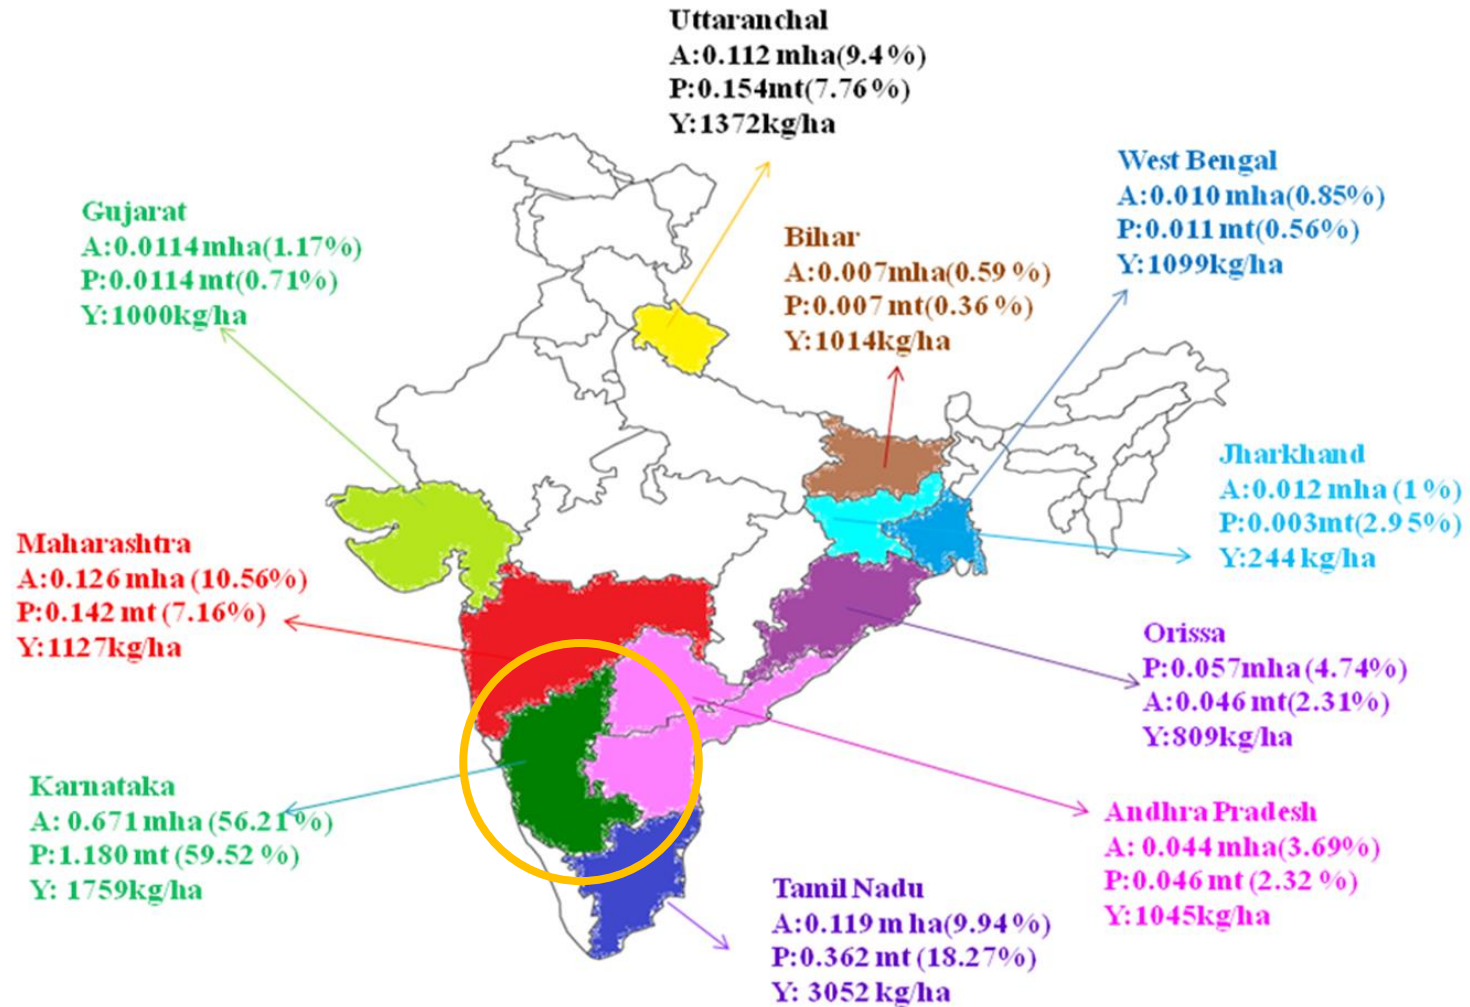 Uttaranchal
A:0.112 mha(9.4%)
P:0.154mt(7.76%)
Y:1372kg/ha
West Bengal
A:0.010 mha(0.85%)
P:0.011 mt(0.56%)
Y:1099kg/ha
Gujarat
A:0.0114 mha(1.17%)
P:0.0114 mt(0.71%)
Y:1000kg/ha
Bihar
A:0.007mha(0.59 %)
P:0.007 mt(0.36 %)
Y:1014kg/ha
Jharkhand
A:0.012 mha (1%)
P:0.003mt(2.95%)
Y:244 kg/ha
Maharashtra
A:0.126 mha (10.56%)
P:0.142 mt (7.16%)
Y:1127kg/ha
Orissa
P:0.057mha(4.74%)
A:0.046 mt(2.31%)
Y:809kg/ha
Karnataka
A: 0.671mha (56.21%)
P:1.180 mt (59.52 %)
Y: 1759kg/ha
Andhra Pradesh
A: 0.044 mha(3.69%)
P:0.046 mt (2.32 %)
Y:1045kg/ha
Tamil Nadu
A:0.119 m ha(9.94%)
P:0.362 mt (18.27%)
Y: 3052 kg/ha